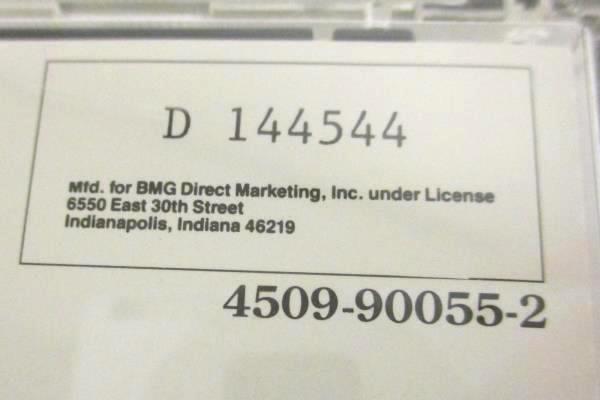 D 144544
Mfd. for BMG Direct Marketing, Inc. under License
6550 East 30th Street
Indianapolis, Indiana 46219
4509-90055-2